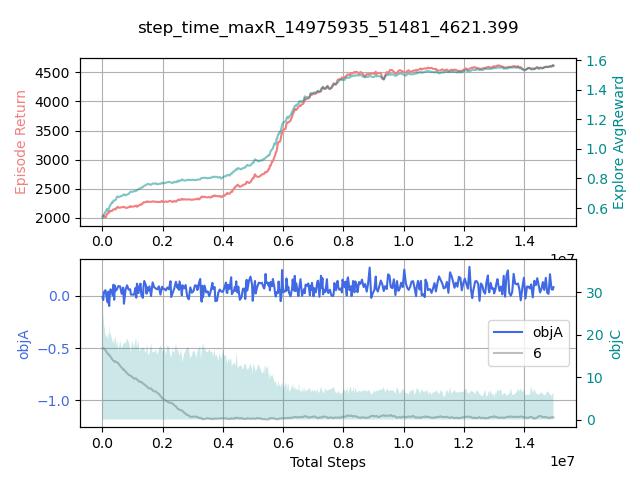 step_time_maxR_14975935_51481_4621.399
4500
4000
3500
3000
2500
2000
Episode Return
1.6
1.4
1.2
1.0
0.8
0.6
Explore AvgReward
0.0 0.2 0.4 0.6 0.8 1.0 1.2 1.4
1e7
0.0
−0.5
−1.0
objA
30
20
10
0
objC
objA
6
0.0 0.2 0.4 0.6 0.8 1.0 1.2 1.4
Total Steps
1e7